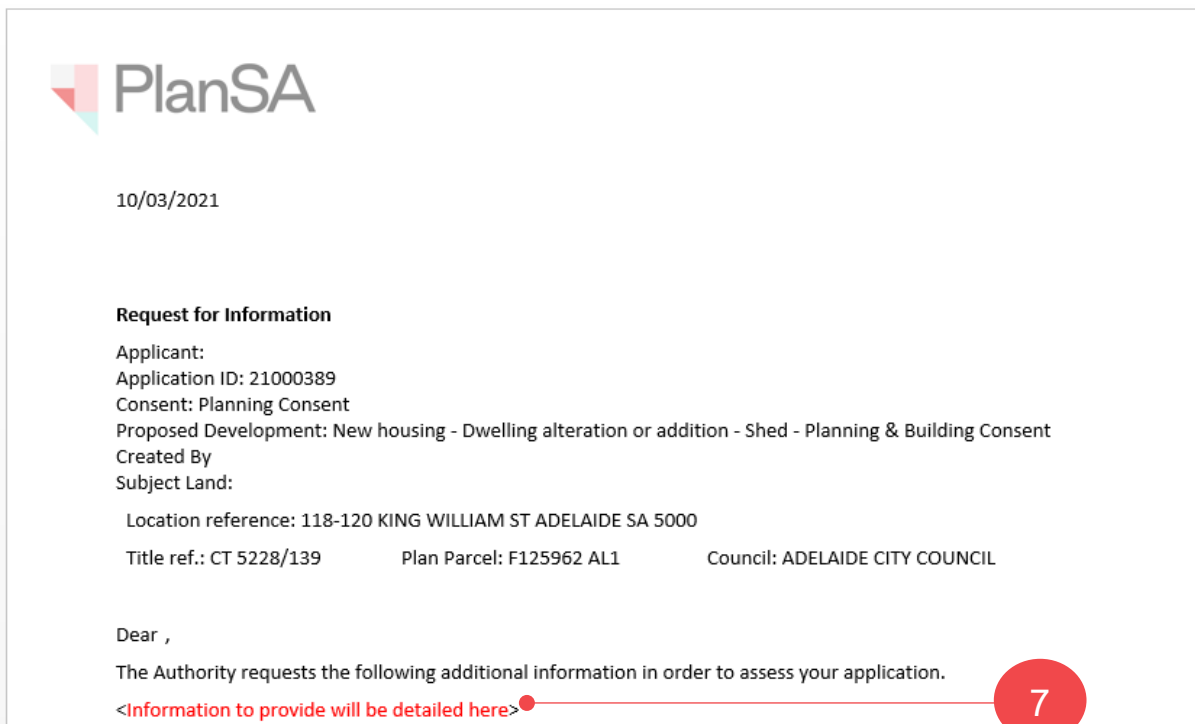 PlanSA
10/03/2021
Request for Information
Applicant:
Application ID: 21000389
Consent: Planning Consent
Proposed Development: New housing - Dwelling alteration or addition - Shed - Planning & Building Consent
Created By
Subject Land:
Location reference: 118-120 KING WILLIAM ST ADELAIDE SA 5000
Title ref.: CT 5228/139 Plan Parcel: F125962 AL1 Council: ADELAIDE CITY COUNCIL
Dear ,
The Authority requests the following additional information in order to assess your application.
<Information to provide will be detailed here>
7